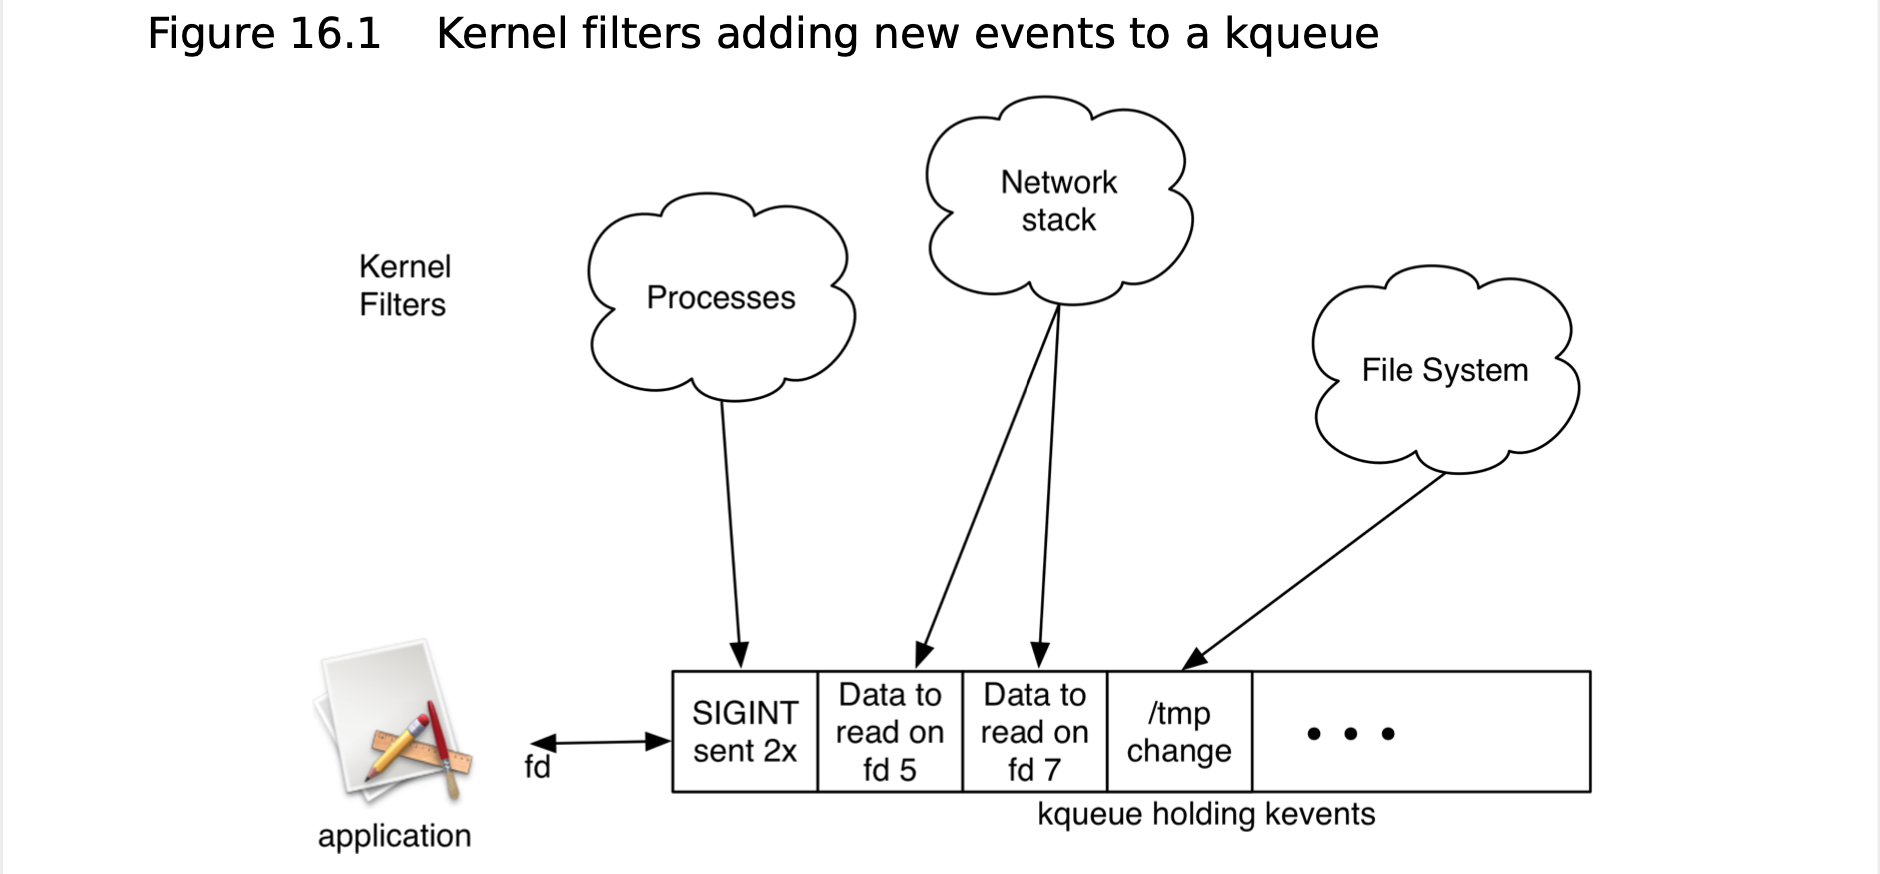 Figure 16.1 Kernel filters adding new events to a kqueue
Network
stack
Kernel
Filters
Processes
File System
SIGINT
sent 2x
Data to
read on
fd 5
Data to
read on
fd 7
/tmp
change
• • •
fd
kqueue holding kevents
application